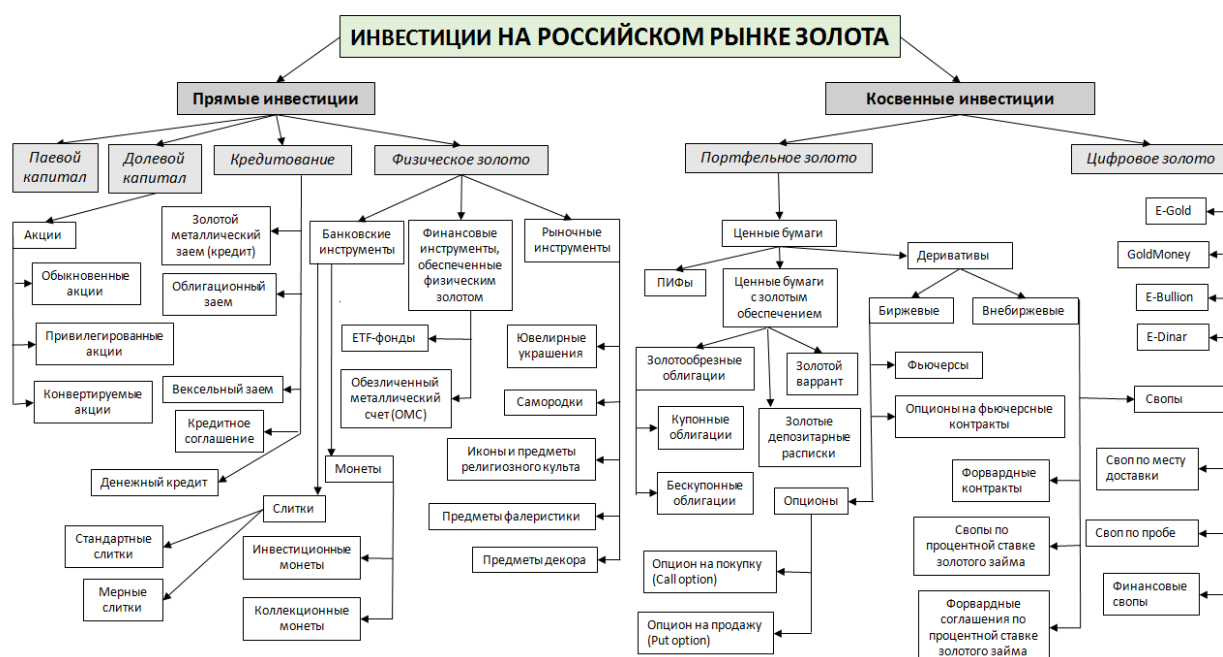 ИНВЕСТИЦИИ НА РОССИЙСКОМ РЫНКЕ ЗОЛОТА
Прямые инвестиции
Косвенные инвестиции
Паевой
капитал
Долевой
капитал
Кредитование
Физическое золото
Портфельное золото
Цифровое золото
Акции
Обыкновенные
акции
Привилегированные
акции
Конвертируемые
акции
Золотой
металлический
заем (кредит)
Облигационный
заем
Вексельный заем
Кредитное
соглашение
Денежный кредит
Банковские
инструменты
Слитки
Стандартные
слитки
Мерные
слитки
Монеты
Инвестиционные
монеты
Коллекционные
монеты
Финансовые
инструменты,
обеспеченные
физическим
золотом
ETF-фонды
Обезличенный
металлический
счет (ОМС)
Рыночные
инструменты
Ювелирные
украшения
Самородки
Иконы и предметы
религиозного культа
Предметы фалеристики
Предметы декора
Ценные бумаги
ПИФы
Ценные бумаги
с золотым
обеспечением
Золотообрезные
облигации
Купонные
облигации
Бескупонные
облигации
Золотой
варрант
Золотые
депозитарные
расписки
Деривативы
Биржевые
Внебиржевые
Фьючерсы
Опционы на фьючерсные
контракты
Опционы
Опцион на покупку
(Call option)
Опцион на продажу
(Put option)
Форвардные
контракты
Свопы по
процентной ставке
золотого займа
Форвардные
соглашения по
процентной ставке
золотого займа
E-Gold
GoldMoney
E-Bullion
E-Dinar
Свопы
Своп по месту
доставки
Своп по пробе
Финансовые
свопы